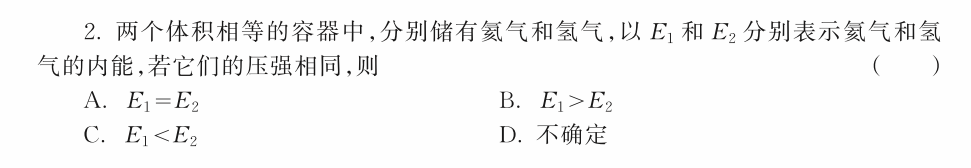 2. 两个体积相等的容器中,分别储有氦气和氢气,以 E₁ 和 E₂ 分别表示氦气和氢
气的内能,若它们的压强相同,则 (　　)
A. E₁=E₂　　B. E₁>E₂
C. E₁<E₂　　D. 不确定